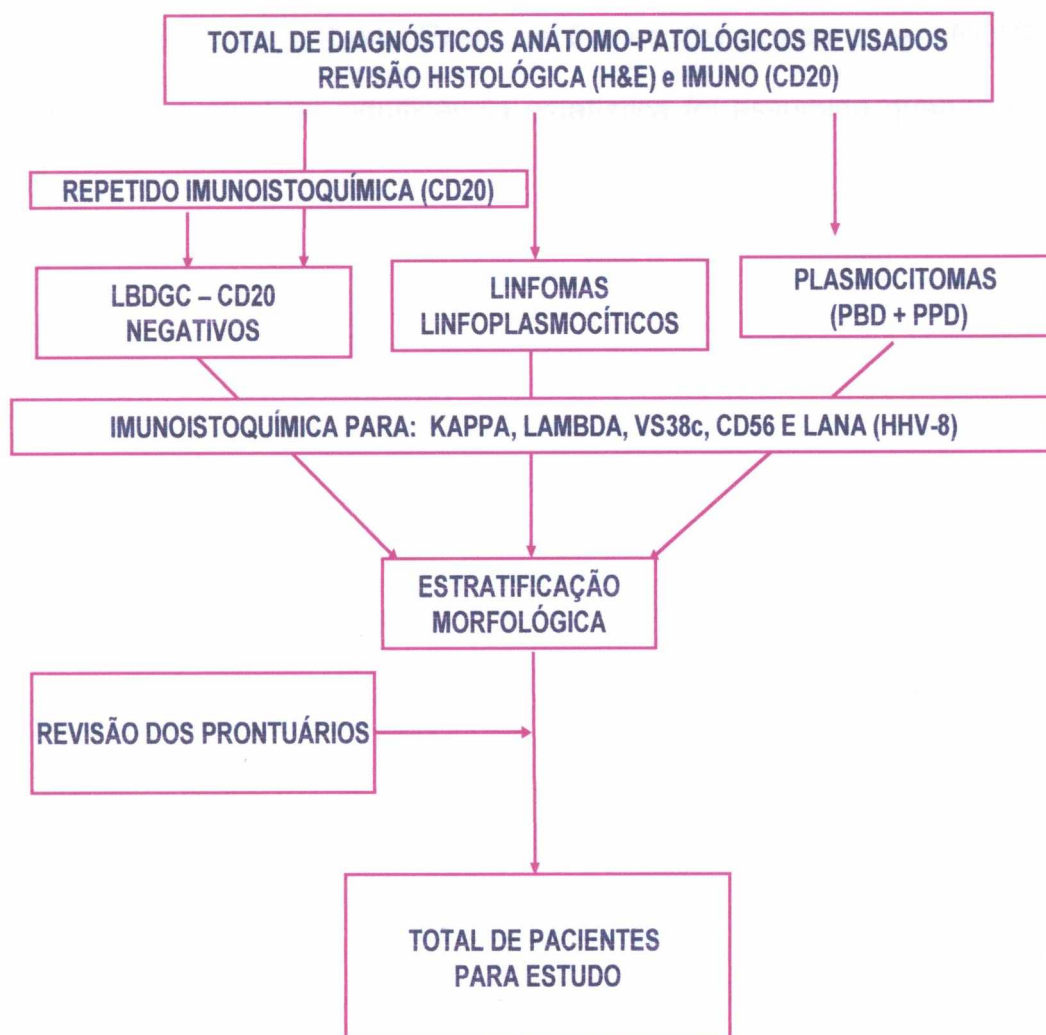 TOTAL DE DIAGNÓSTICOS ANÁTOMO-PATOLÓGICOS REVISADOS
REVISÃO HISTOLÓGICA (H&E) e IMUNO (CD20)
REPETIDO IMUNOISTOQUÍMICA (CD20)
LBDGC – CD20
NEGATIVOS
LINFOMAS
LINFOPLASMOCÍTICOS
PLASMOCITOMAS
(PBD + PPD)
IMUNOISTOQUÍMICA PARA: KAPPA, LAMBDA, VS38c, CD56 E LANA (HHV-8)
ESTRATIFICAÇÃO
MORFOLÓGICA
REVISÃO DOS PRONTUÁRIOS
TOTAL DE PACIENTES
PARA ESTUDO